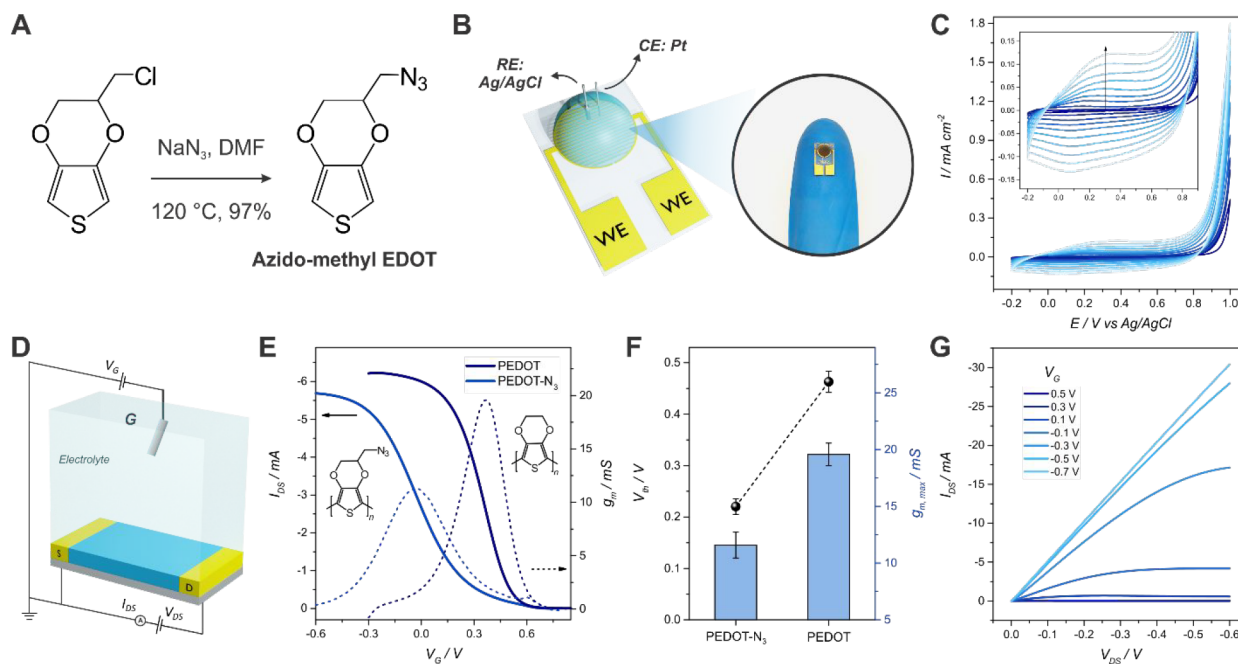 A
Cl
O
O
S
NaN3, DMF
120 °C, 97%
N3
O
O
S
Azido-methyl EDOT
B
RE:
Ag/AgCl
CE: Pt
WE
WE
C
I / mA cm-2
1.8
1.5
1.2
0.9
0.6
0.3
0.0
0.15
0.10
0.05
0.00
-0.05
-0.10
-0.15
-0.2 0.0 0.2 0.4 0.6 0.8
-0.2 0.0 0.2 0.4 0.6 0.8 1.0
E / V vs Ag/AgCl
D
VG
G
Electrolyte
S
D
IDS
A
VDS
E
PEDOT
PEDOT-N3
IDS / mA
-6
-5
-4
-3
-2
-1
0
N3
O
O
S
n
O
O
S
n
gm / mS
20
15
10
5
0
-0.6 -0.3 0.0 0.3 0.6
VG / V
F
Vth / V
0.5
0.4
0.3
0.2
0.1
0.0
gm, max / mS
25
20
15
10
5
PEDOT-N3 PEDOT
G
VG
0.5 V
0.3 V
0.1 V
-0.1 V
-0.3 V
-0.5 V
-0.7 V
IDS / mA
-30
-25
-20
-15
-10
-5
0
0.0 -0.1 -0.2 -0.3 -0.4 -0.5 -0.6
VDS / V